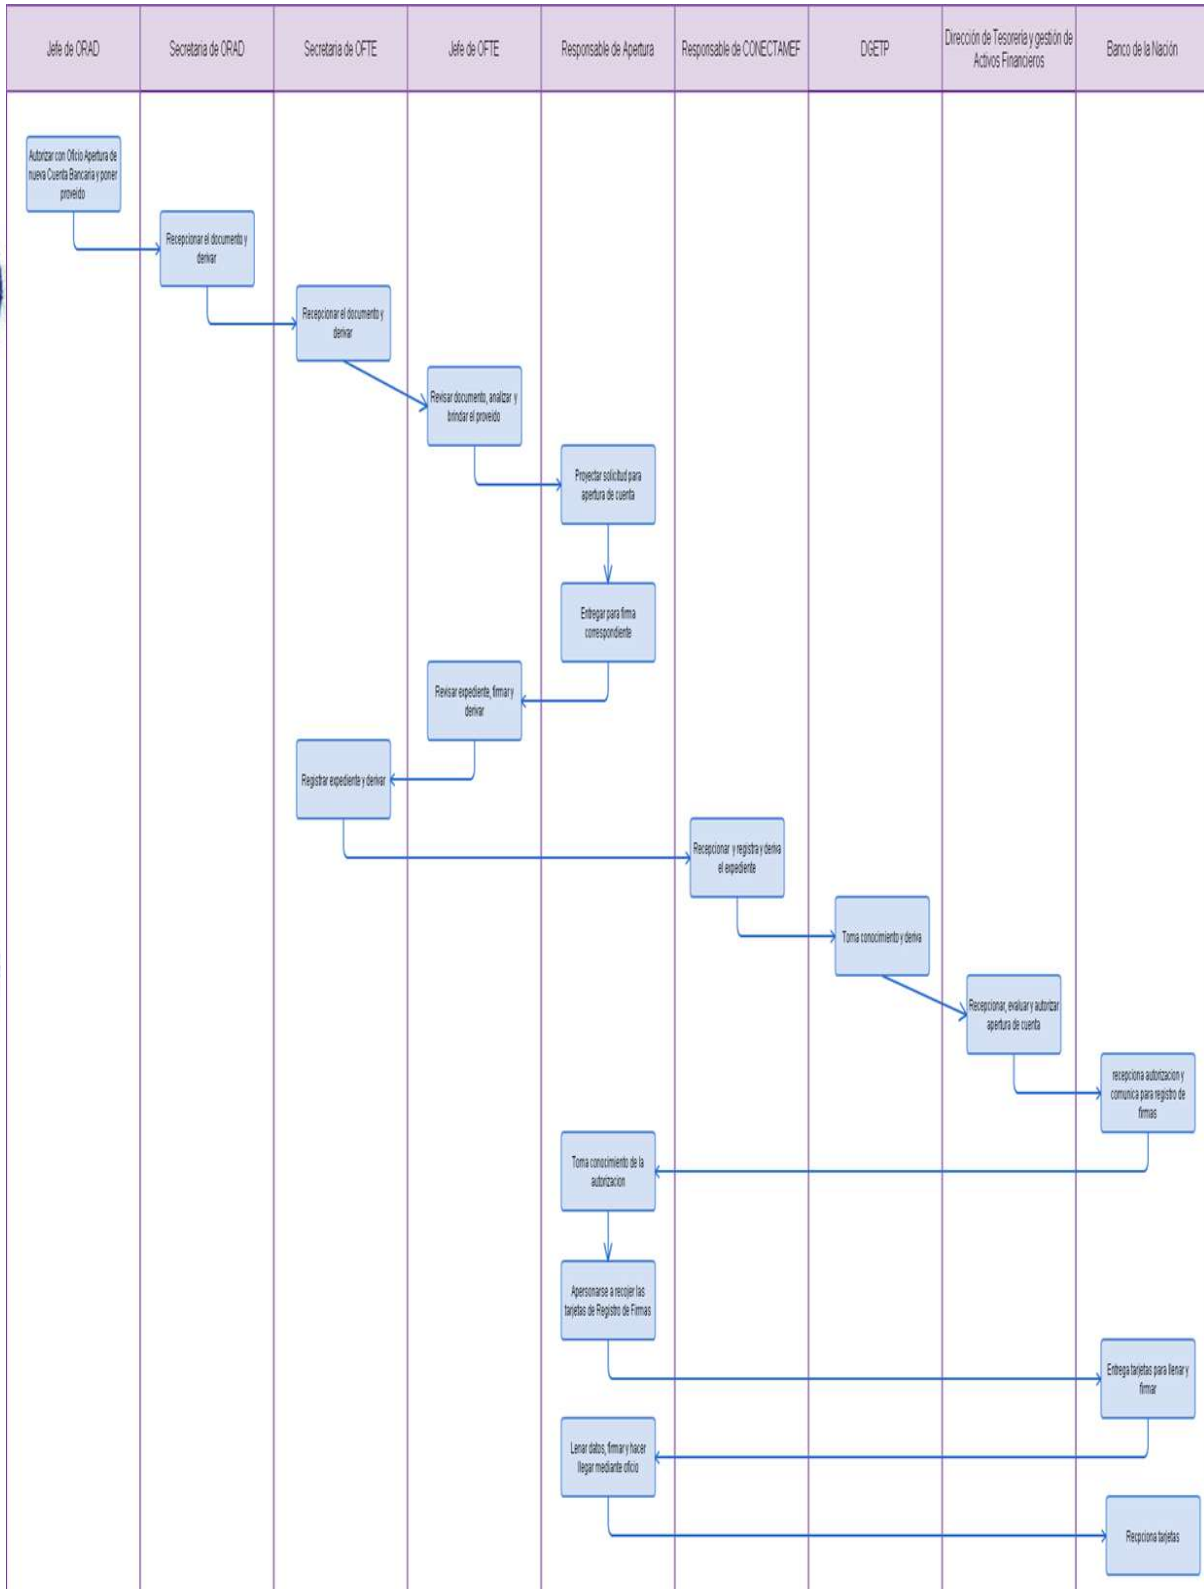 Jefe de ORAD
Secretaria de ORAD
Secretaria de OFTE
Jefe de OFTE
Responsable de Apertura
Responsable de CONECTAMEF
DGETP
Dirección de Tesorería y gestión de
Activos Financieros
Banco de la Nación
Autorizar con Oficio Apertura de
nueva Cuenta Bancaria y poner
proveido
Recepcionar el documento y
derivar
Recepcionar el documento y
derivar
Revisar documento, analizar y
brindar el proveido
Proyectar solicitud para
apertura de cuenta
Entregar para firma
correspondiente
Revisar expediente, firmar y
derivar
Registrar expediente y derivar
Recepcionar y registra y deriva
el expediente
Toma conocimiento y deriva
Recepcionar, evaluar y autorizar
apertura de cuenta
recepciona autorizacion y
comunica para registro de
firmas
Toma conocimiento de la
autorizacion
Apersonarse a recojer las
tarjetas de Registro de Firmas
Entrega tarjetas para llenar y
firmar
Lenar datos, firmar y hacer
llegar mediante oficio
Recpciona tarjetas